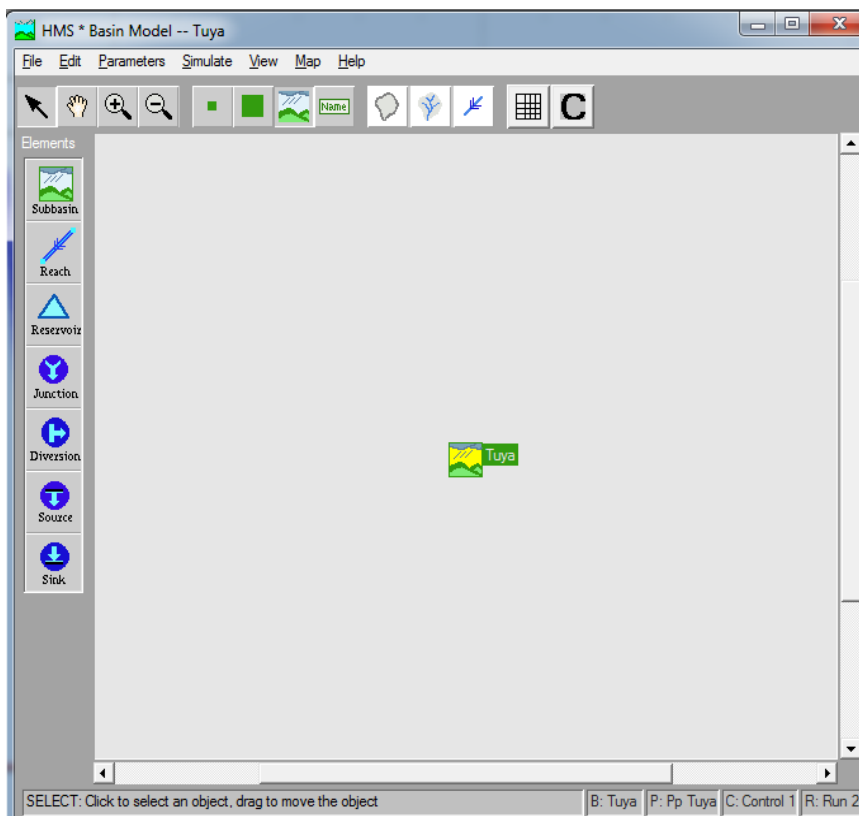 HMS * Basin Model -- Tuya
File Edit Parameters Simulate View Map Help
Name
C
Elements
Subbasin
Reach
Reservoir
Junction
Diversion
Source
Sink
Tuya
SELECT: Click to select an object, drag to move the object B: Tuya P: Pp Tuya C: Control 1 R: Run 2